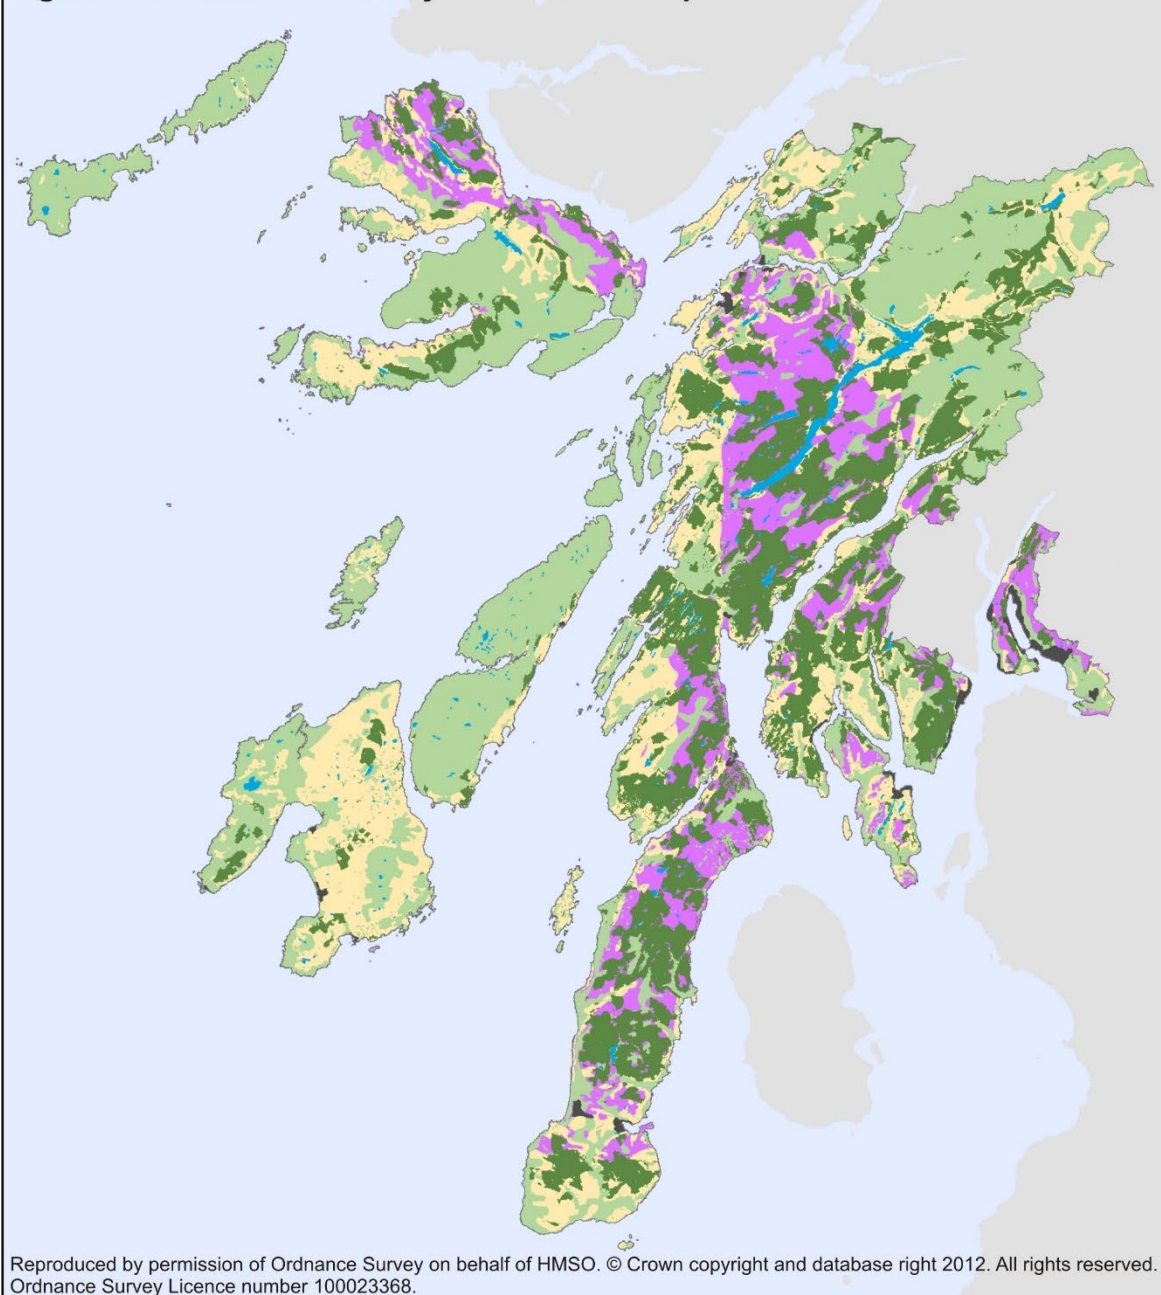 Reproduced by permission of Ordnance Survey on behalf of HMSO. © Crown copyright and database right 2012. All rights reserved.
Ordnance Survey Licence number 100023368.